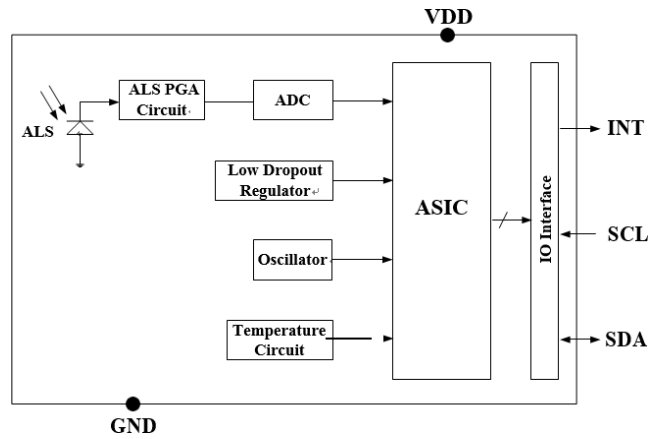 VDD
ALS PGA
Circuit
ADC
ALS
INT
Low Dropout
Regulator
ASIC
IO Interface
SCL
Oscillator
Temperature
Circuit
SDA
GND